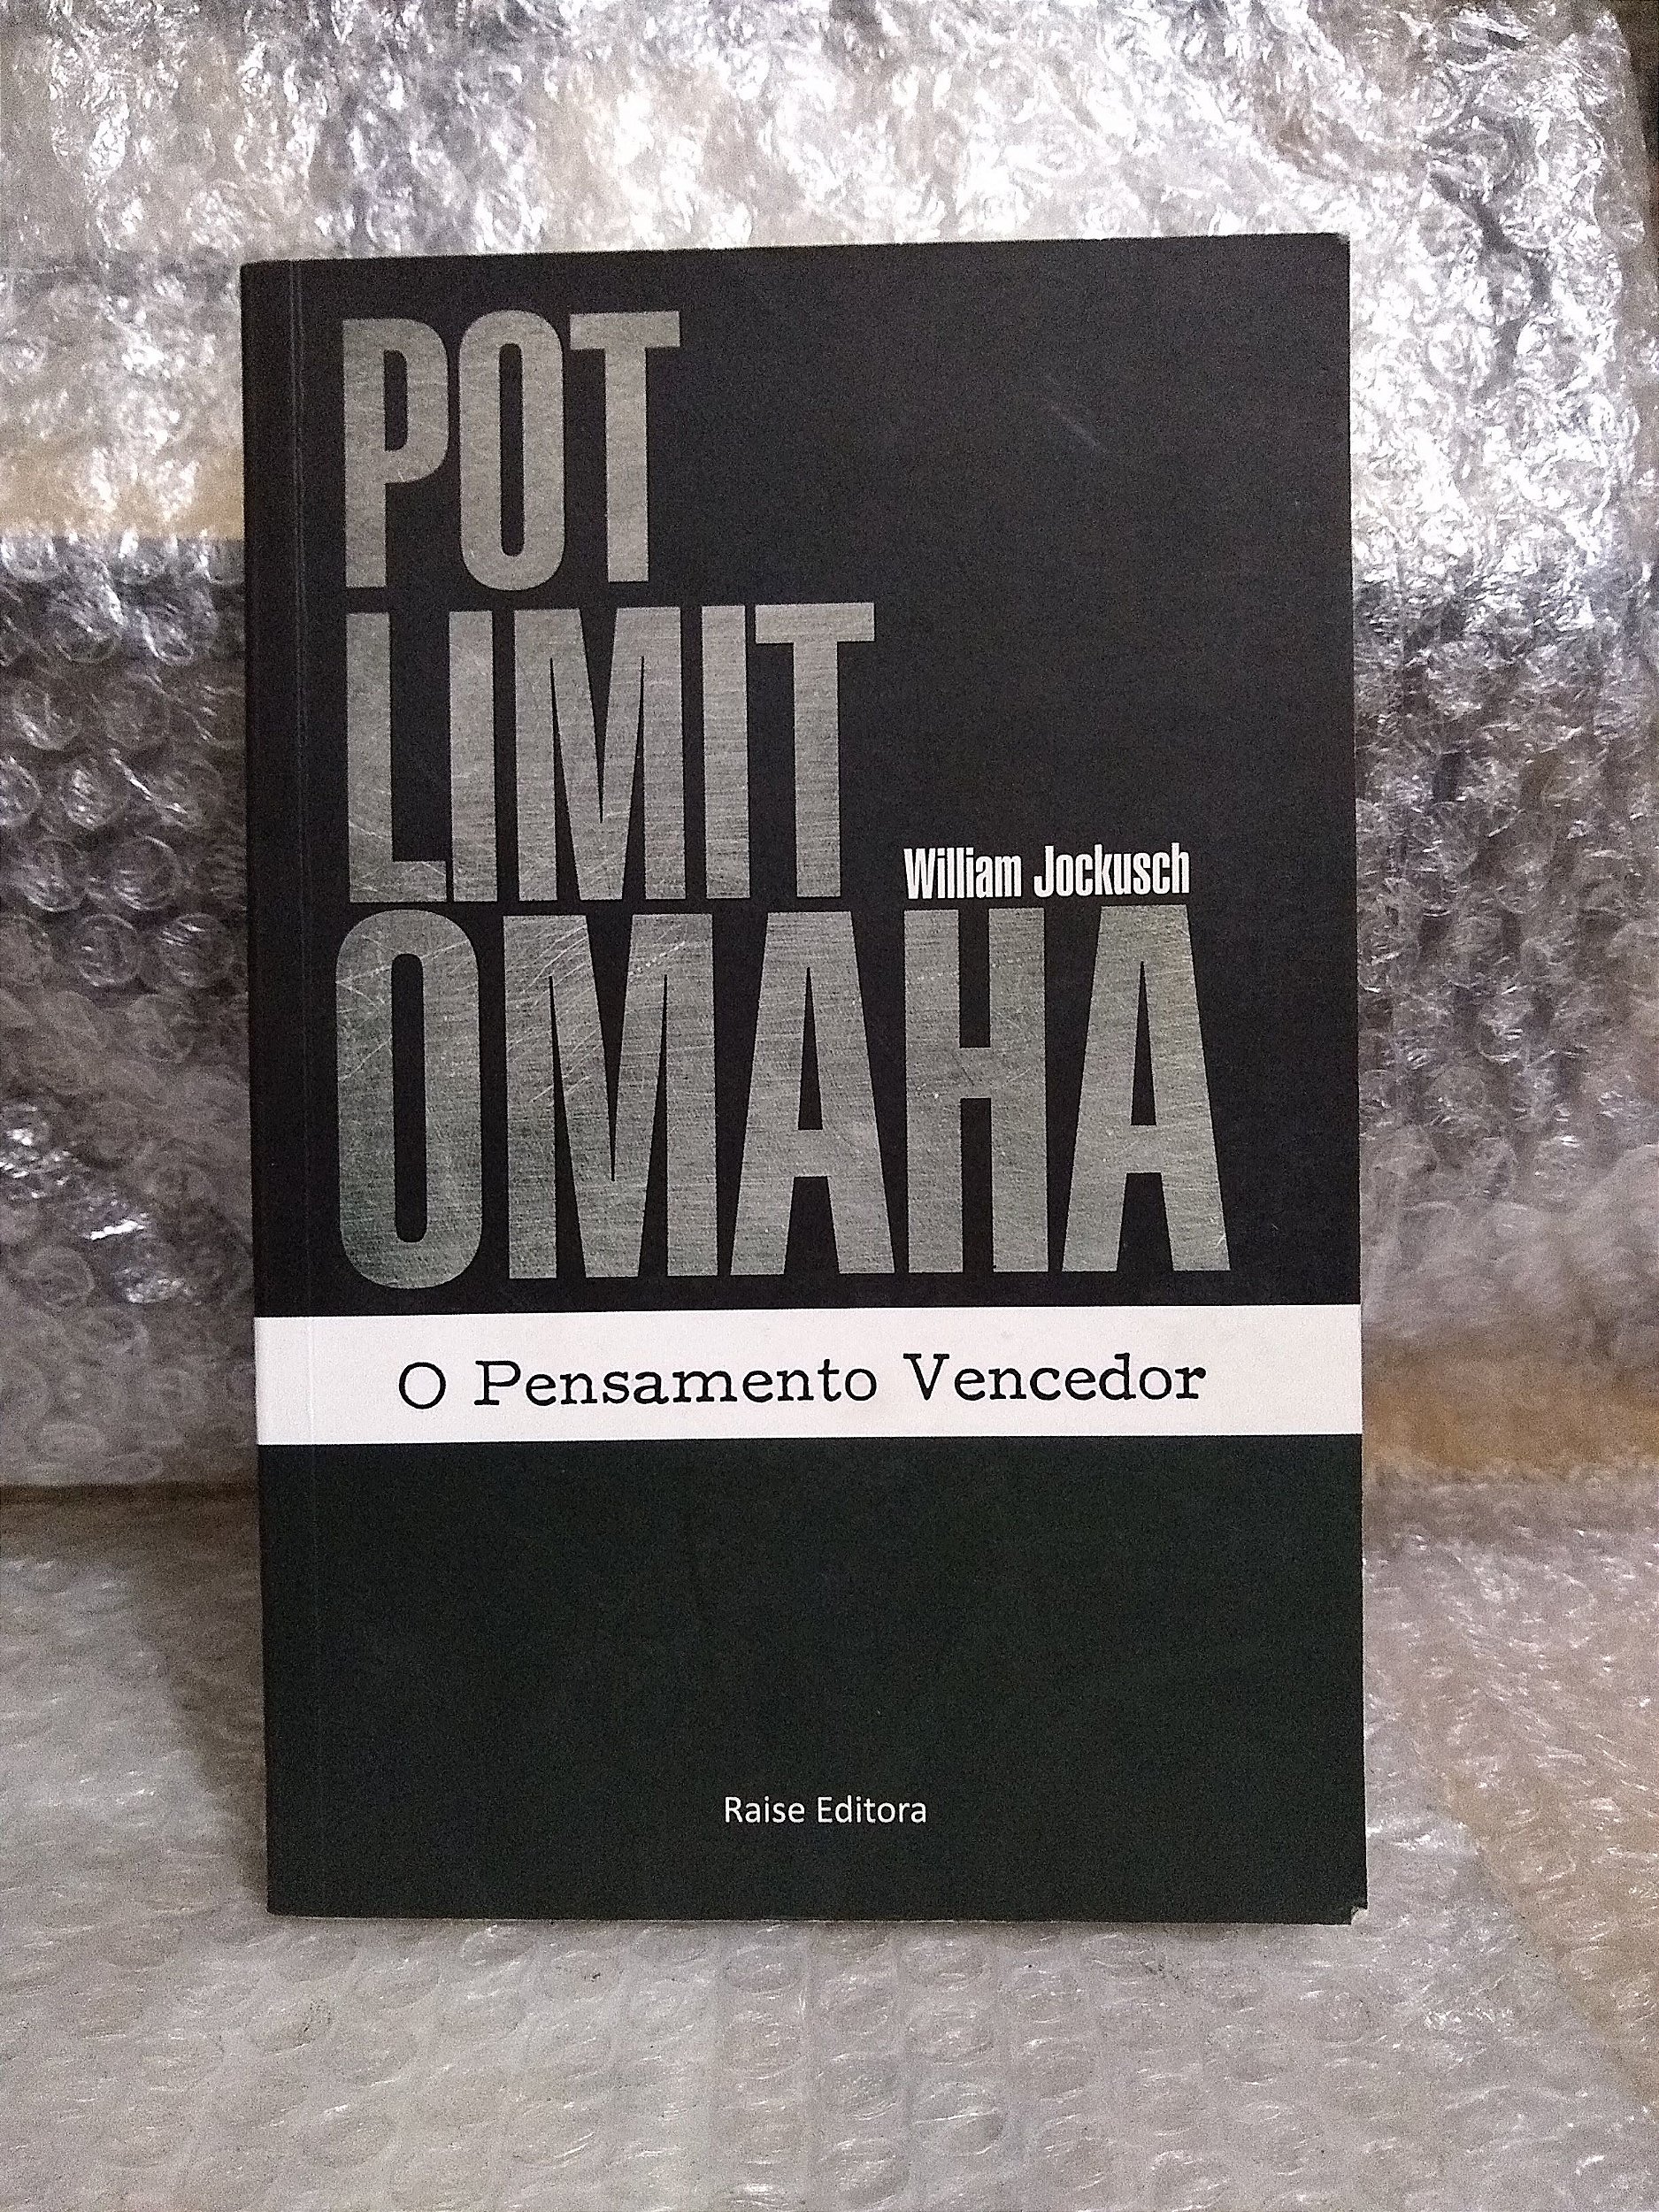 POT
LIMIT
William Jockusch
OMAHA
O Pensamento Vencedor
Raise Editora